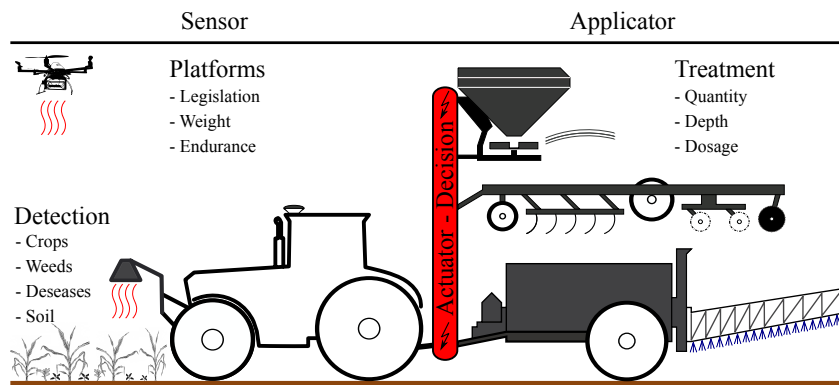 Sensor
Applicator
Platforms
- Legislation
- Weight
- Endurance
Treatment
- Quantity
- Depth
- Dosage
Detection
- Crops
- Weeds
- Deseases
- Soil
Actuator - Decision